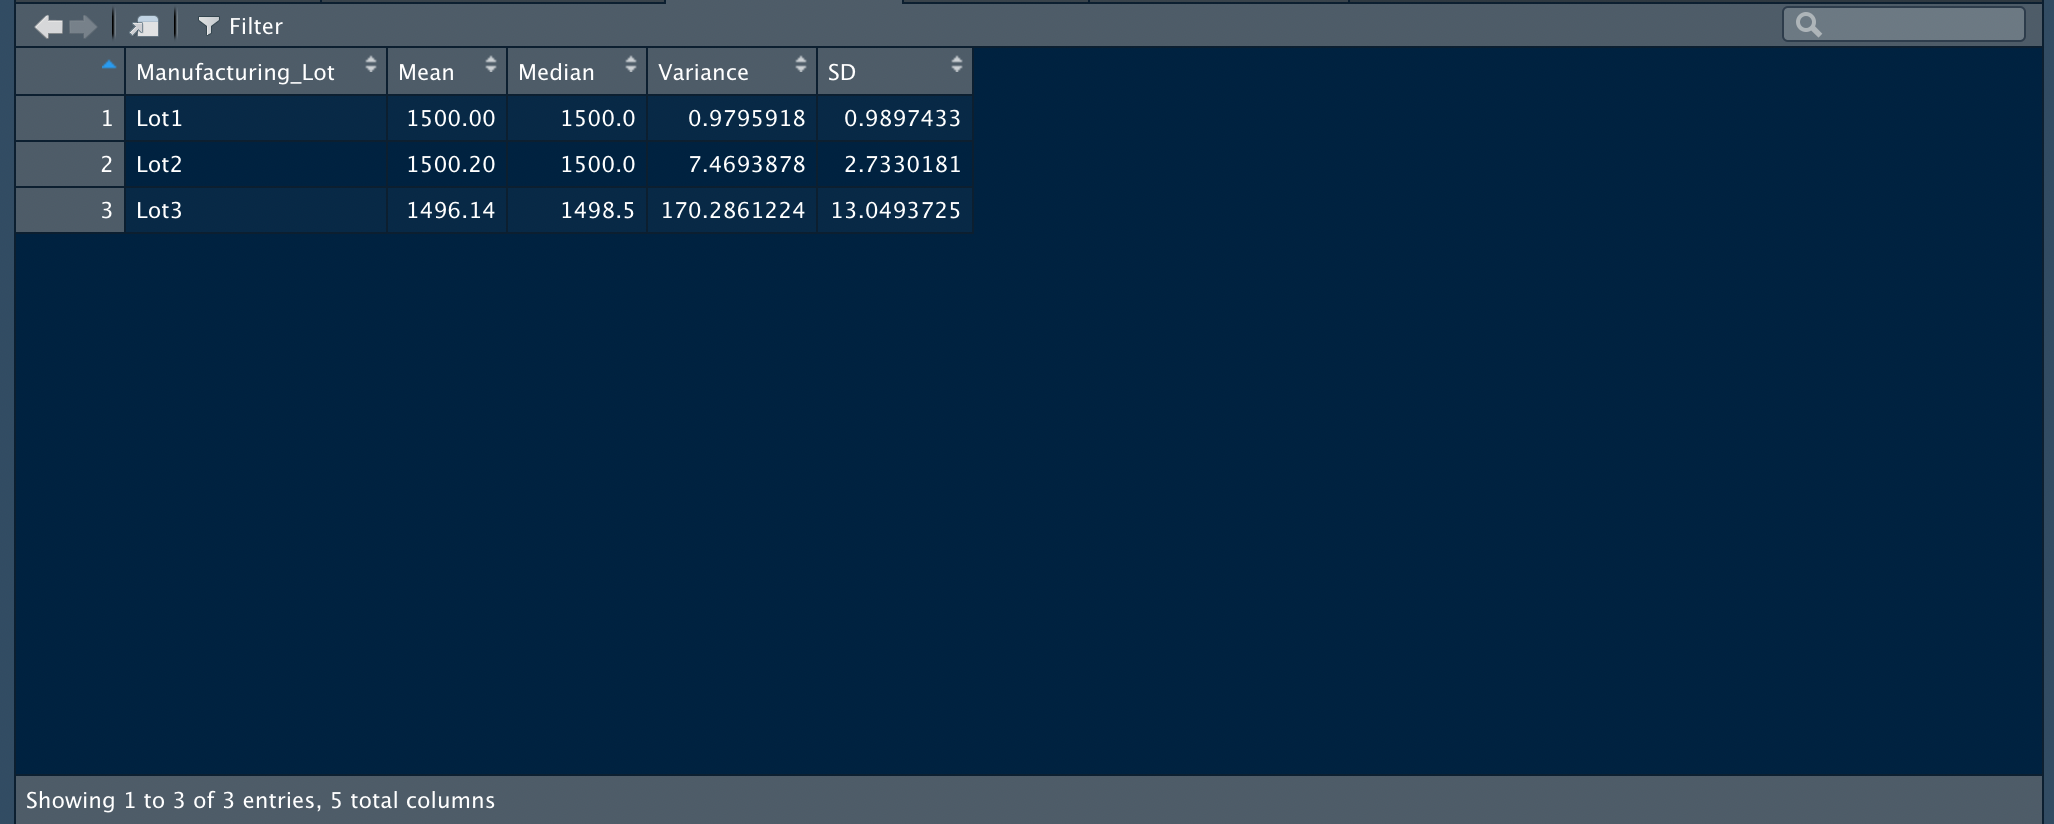 Filter
Manufacturing_Lot Mean Median Variance SD
1 Lot1 1500.00 1500.0 0.9795918 0.9897433
2 Lot2 1500.20 1500.0 7.4693878 2.7330181
3 Lot3 1496.14 1498.5 170.2861224 13.0493725
Showing 1 to 3 of 3 entries, 5 total columns